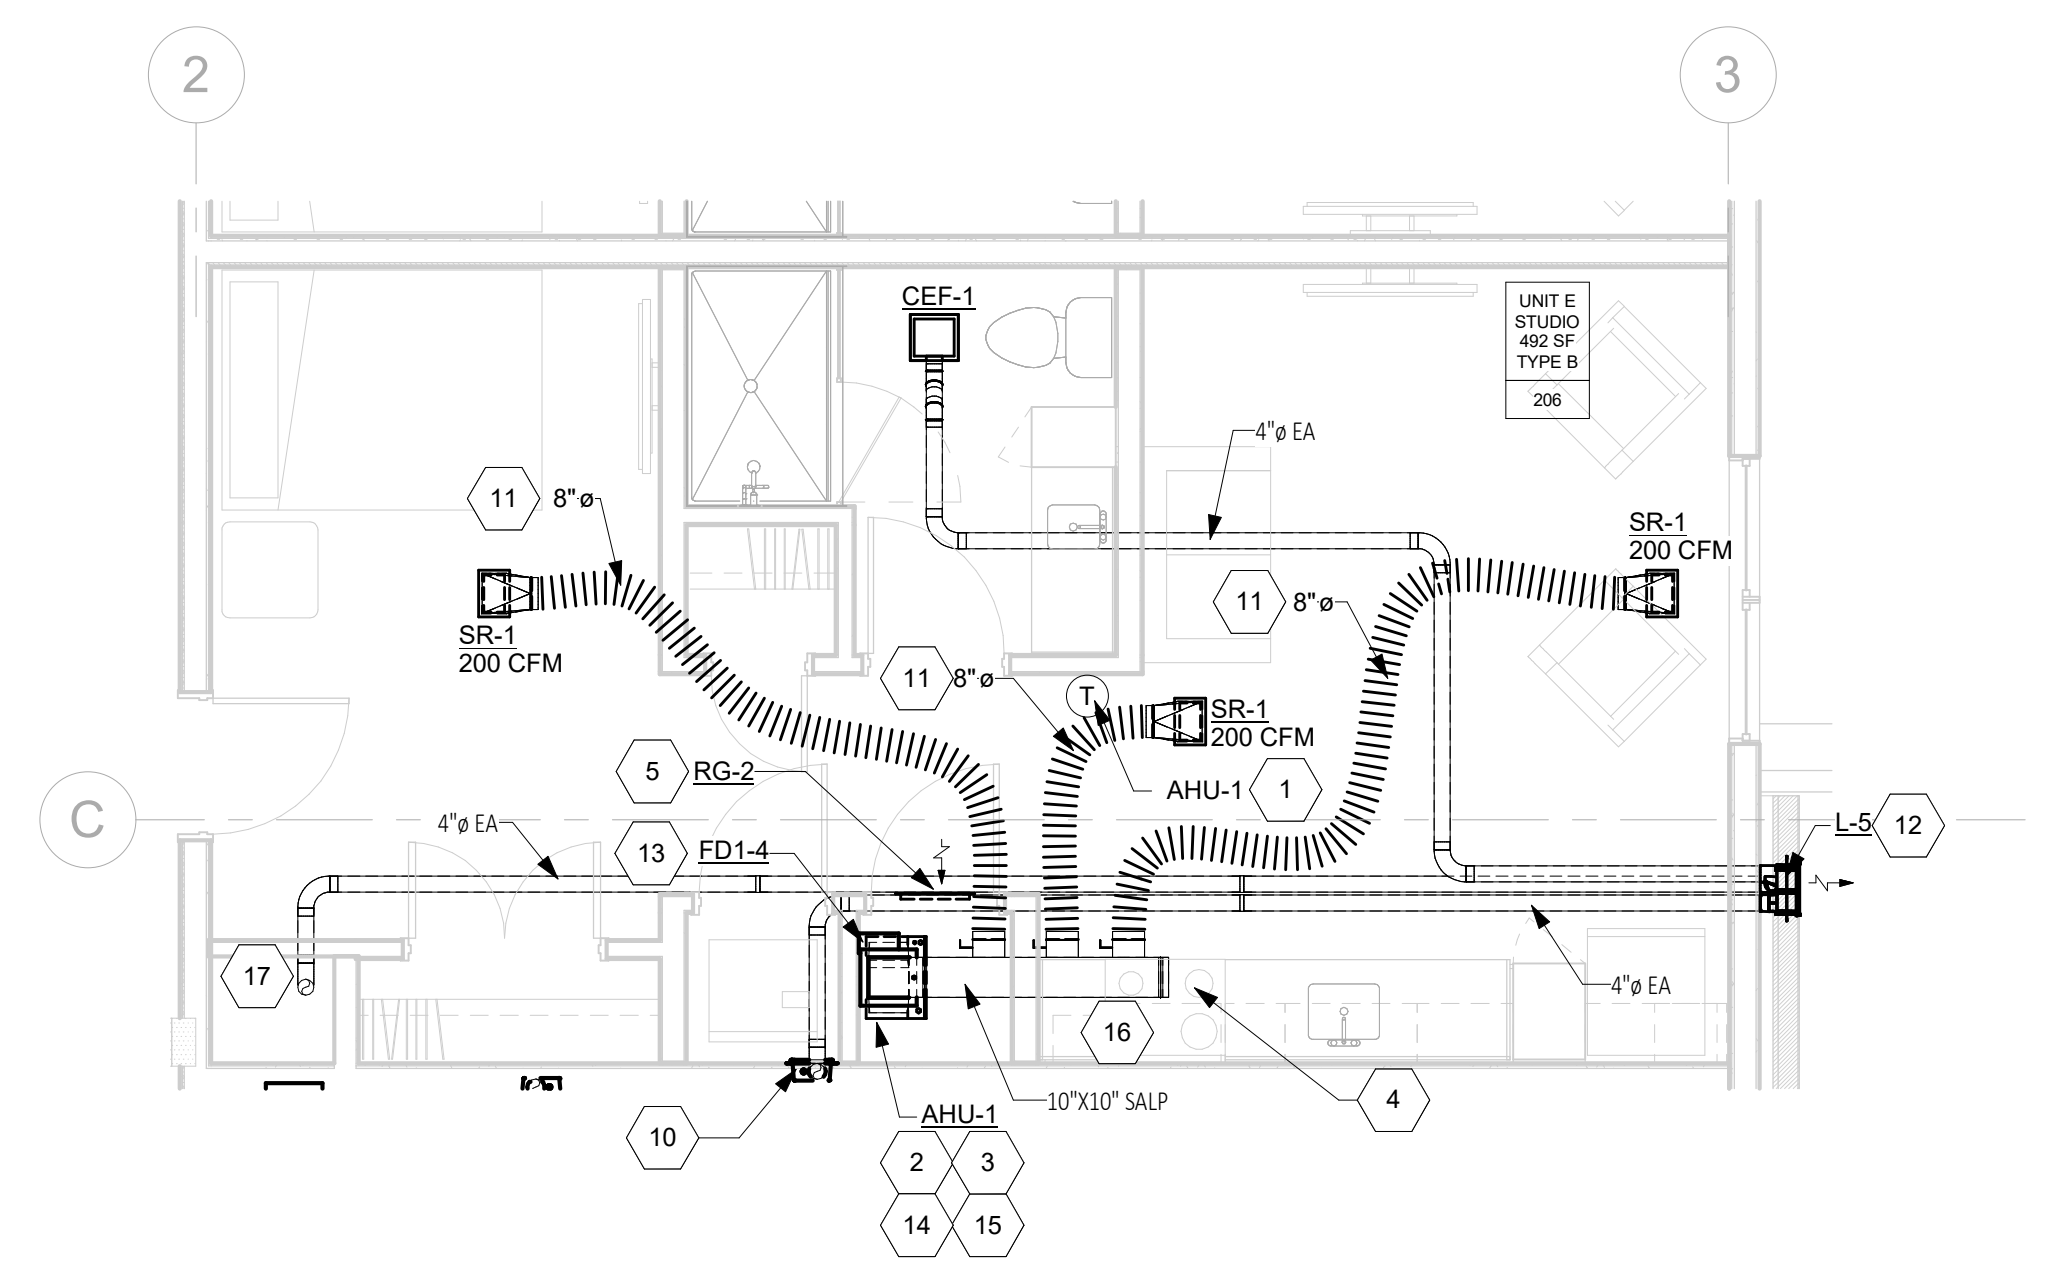 2
3
CEF-1
UNIT E
STUDIO
492 SF
TYPE B
206
4"ø EA
11
8"ø
SR-1
200 CFM
SR-1
200 CFM
11
8"ø
11
8"ø
T
SR-1
200 CFM
5
RG-2
AHU-1
1
C
4"ø EA
13
FD1-4
L-5
12
17
4"ø EA
16
10
10"X10" SALP
4
AHU-1
2
3
14
15